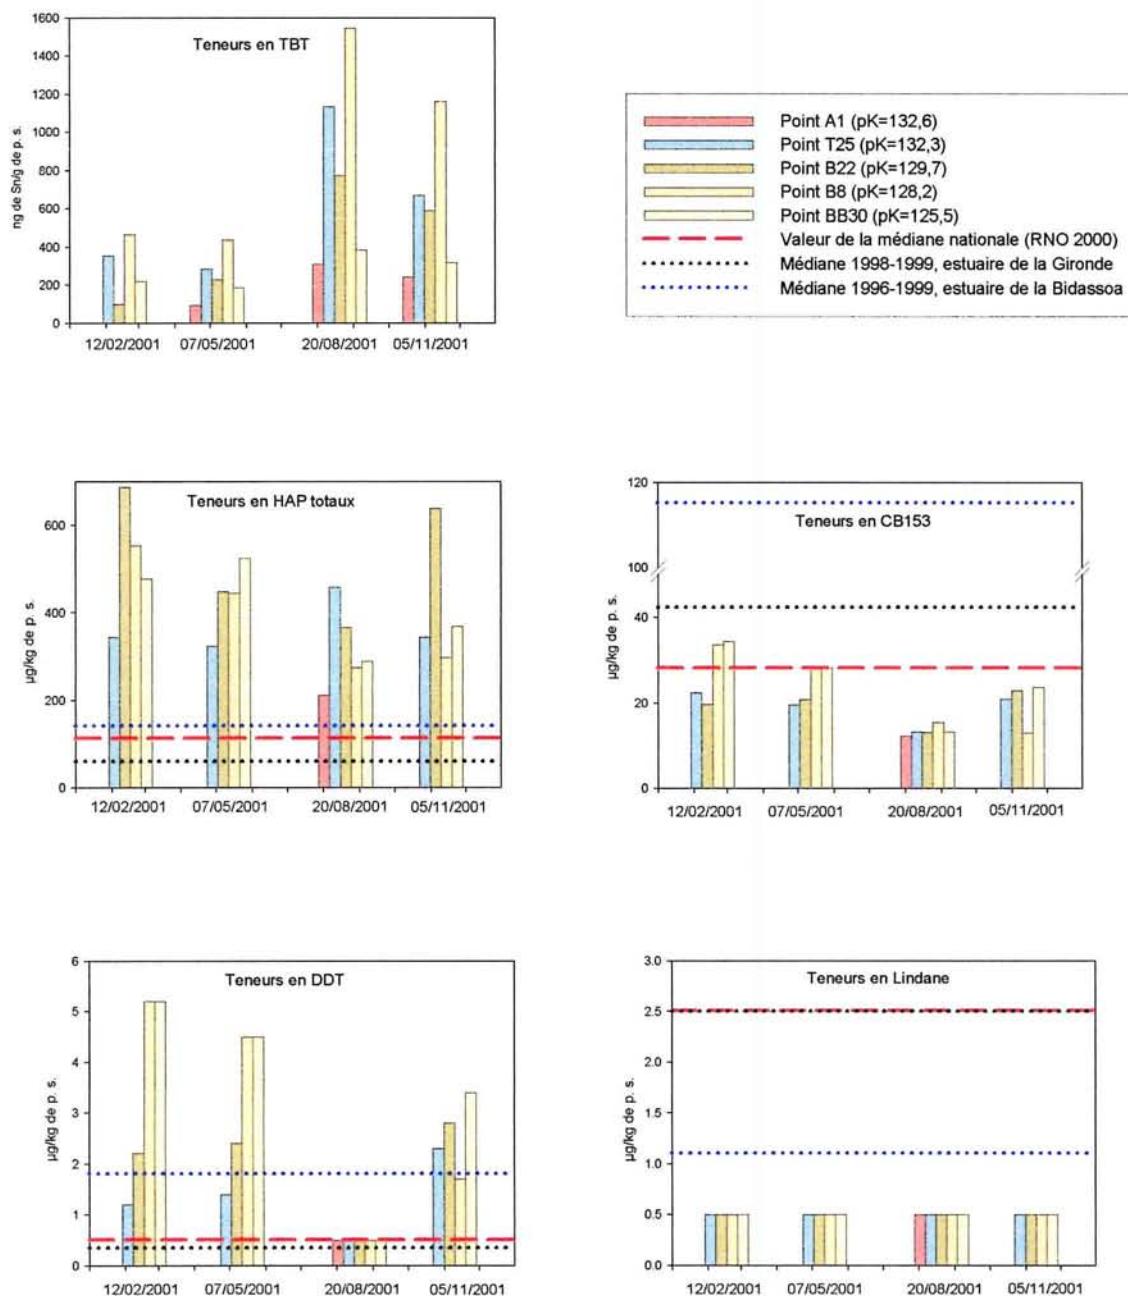 Teneurs en TBT
ng de Sn/g de p. s.
1600
1400
1200
1000
800
600
400
200
0
12/02/2001 07/05/2001 20/08/2001 05/11/2001
Point A1 (pK=132,6)
Point T25 (pK=132,3)
Point B22 (pK=129,7)
Point B8 (pK=128,2)
Point BB30 (pK=125,5)
Valeur de la médiane nationale (RNO 2000)
Médiane 1998-1999, estuaire de la Gironde
Médiane 1996-1999, estuaire de la Bidassoa
Teneurs en HAP totaux
µg/kg de p. s.
600
400
200
0
12/02/2001 07/05/2001 20/08/2001 05/11/2001
Teneurs en CB153
µg/kg de p. s.
120
100
40
20
0
12/02/2001 07/05/2001 20/08/2001 05/11/2001
Teneurs en DDT
µg/kg de p. s.
6
5
4
3
2
1
0
12/02/2001 07/05/2001 20/08/2001 05/11/2001
Teneurs en Lindane
µg/kg de p. s.
3.0
2.5
2.0
1.5
1.0
0.5
0.0
12/02/2001 07/05/2001 20/08/2001 05/11/2001